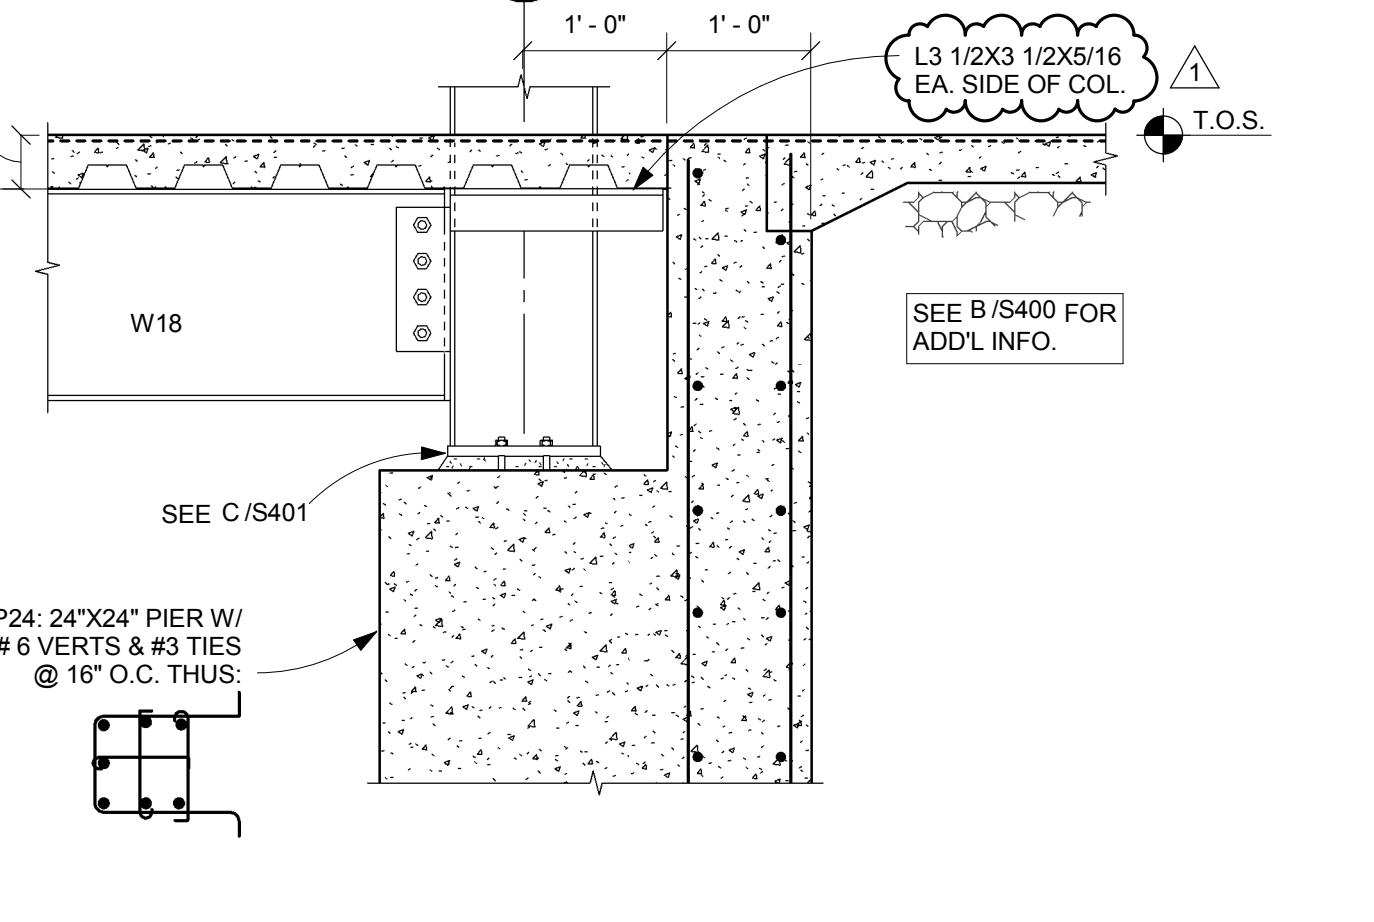 1' - 0" 1' - 0"
L3 1/2X3 1/2X5/16
EA. SIDE OF COL.
1
T.O.S.
W18
SEE B /S400 FOR
ADD'L INFO.
SEE C /S401
P24: 24"X24" PIER W/
# 6 VERTS & #3 TIES
@ 16" O.C. THUS: